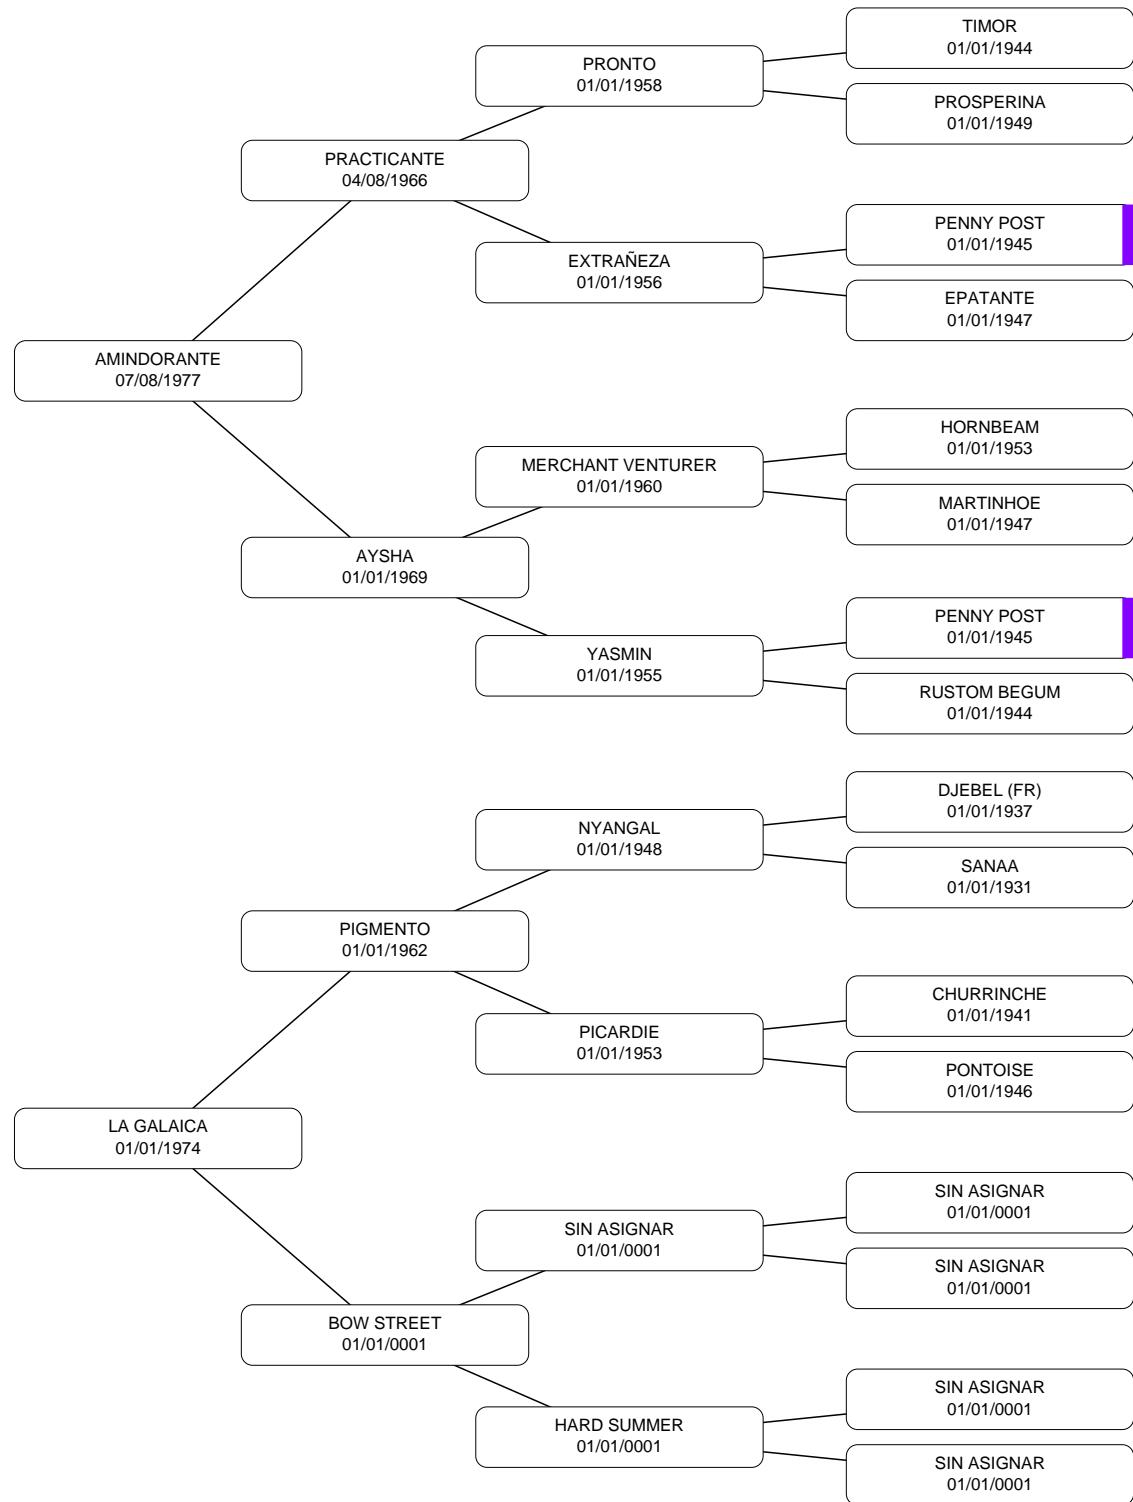 TIMOR
01/01/1944
PRONTO
01/01/1958
PROSPERINA
01/01/1949
PRACTICANTE
04/08/1966
PENNY POST
01/01/1945
EXTRAÑEZA
01/01/1956
EPATANTE
01/01/1947
AMINDORANTE
07/08/1977
HORNBEAM
01/01/1953
MERCHANT VENTURER
01/01/1960
MARTINHOE
01/01/1947
AYSHA
01/01/1969
PENNY POST
01/01/1945
YASMIN
01/01/1955
RUSTOM BEGUM
01/01/1944
DJEBEL (FR)
01/01/1937
NYANGAL
01/01/1948
SANAA
01/01/1931
PIGMENTO
01/01/1962
CHURRINCHE
01/01/1941
PICARDIE
01/01/1953
PONTOISE
01/01/1946
LA GALAICA
01/01/1974
SIN ASIGNAR
01/01/0001
SIN ASIGNAR
01/01/0001
SIN ASIGNAR
01/01/0001
BOW STREET
01/01/0001
SIN ASIGNAR
01/01/0001
HARD SUMMER
01/01/0001
SIN ASIGNAR
01/01/0001